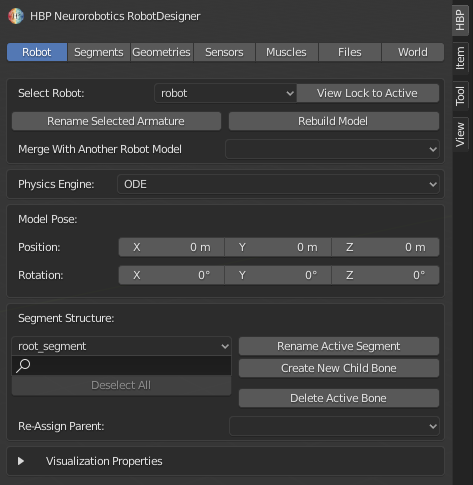 HBP Neurorobotics RobotDesigner
Robot Segments Geometries Sensors Muscles Files World
Select Robot: robot View Lock to Active
Rename Selected Armature Rebuild Model
Merge With Another Robot Model
Physics Engine: ODE
Model Pose:
Position: X 0 m Y 0 m Z 0 m
Rotation: X 0° Y 0° Z 0°
Segment Structure:
root_segment Rename Active Segment
Create New Child Bone
Deselect All
Delete Active Bone
Re-Assign Parent:
Visualization Properties
HBP
Item
Tool
View